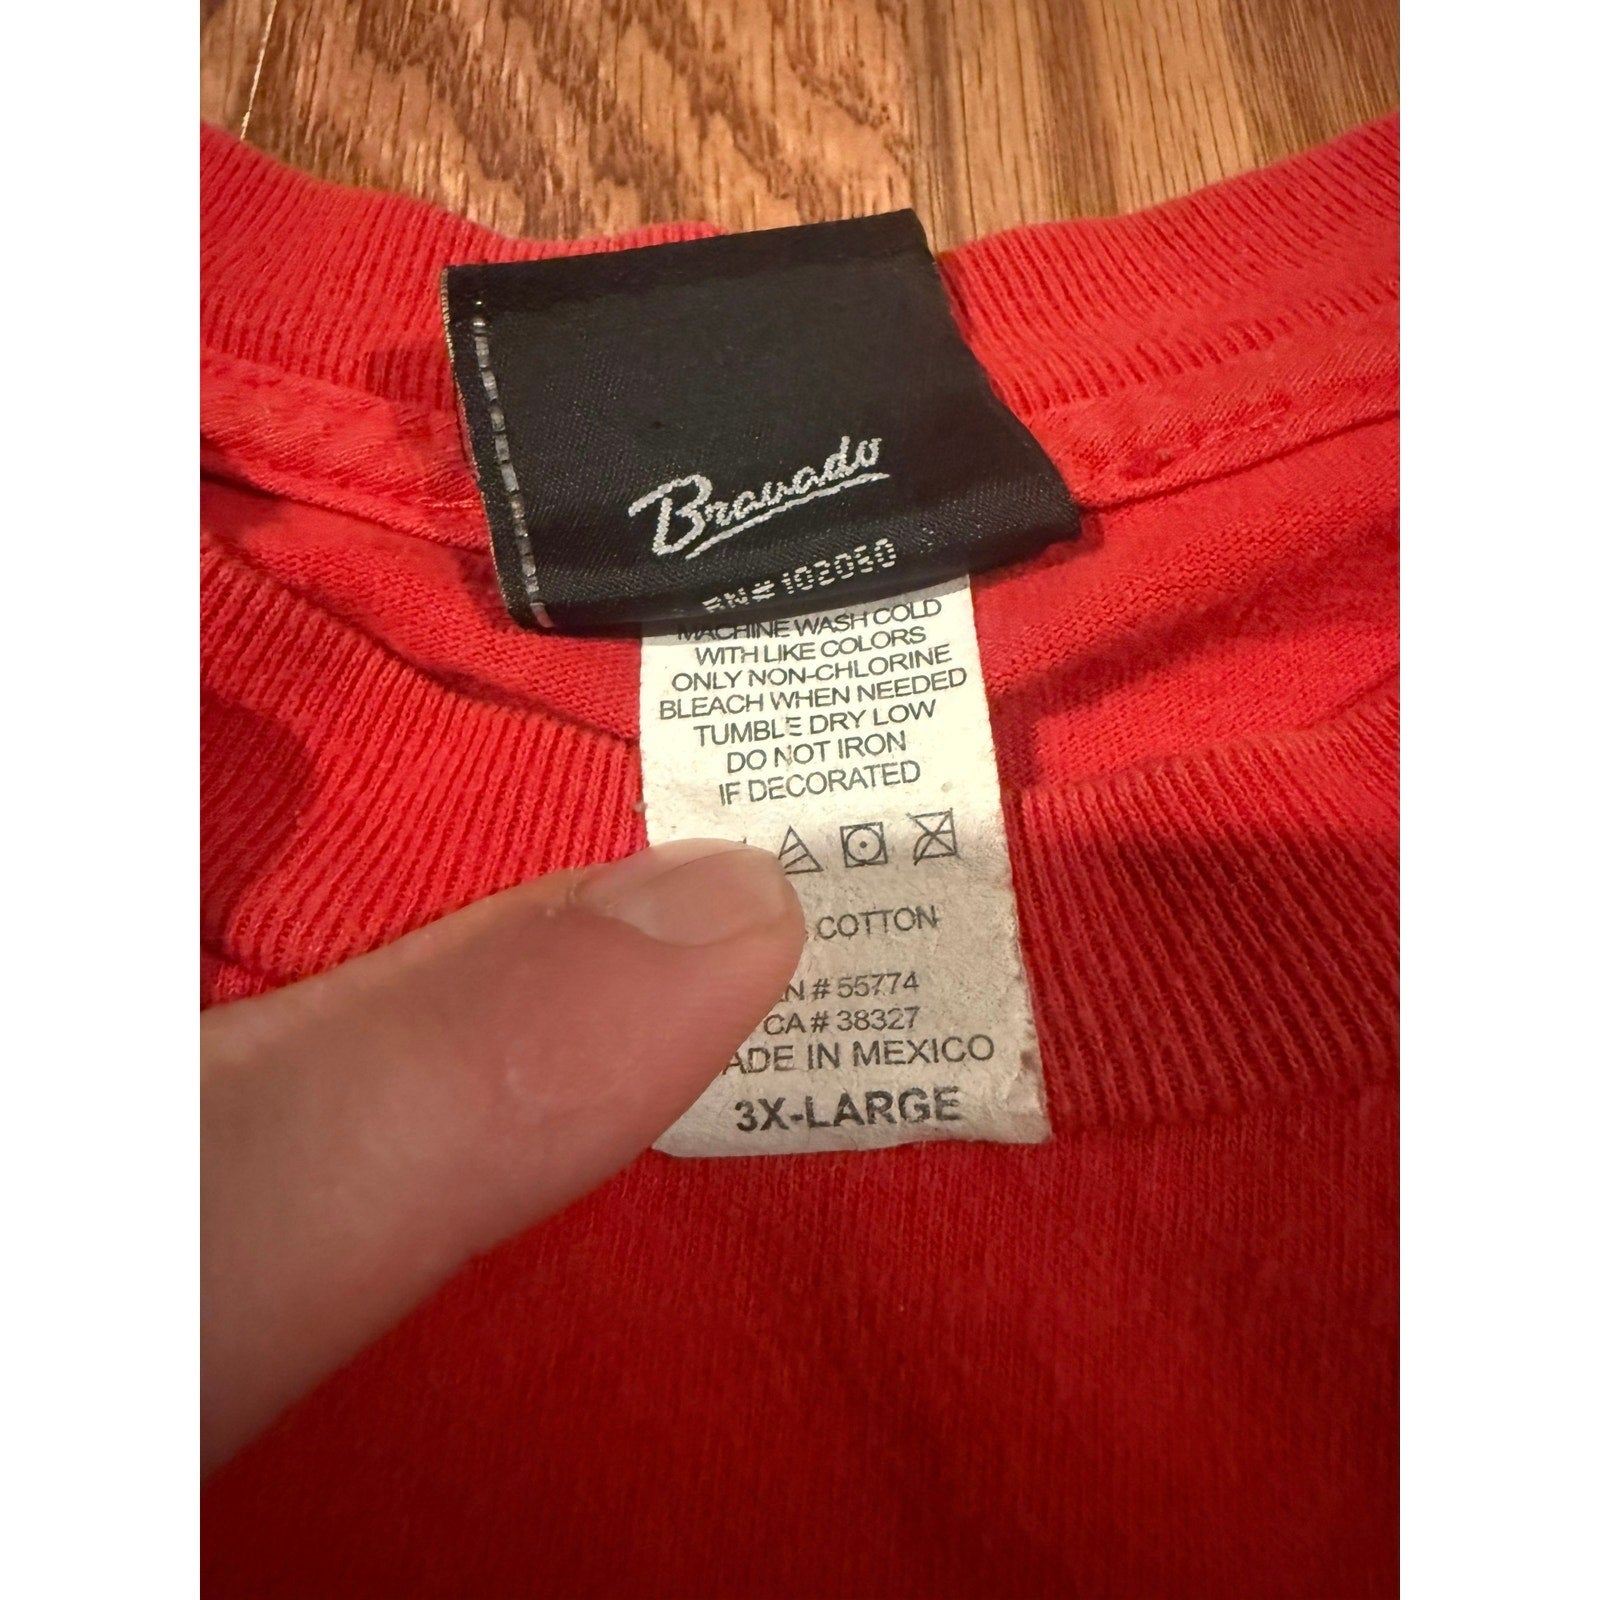 Bravado
RN# 102050
MACHINE WASH COLD
WITH LIKE COLORS
ONLY NON-CHLORINE
BLEACH WHEN NEEDED
TUMBLE DRY LOW
DO NOT IRON
IF DECORATED
COTTON
N # 55774
CA # 38327
ADE IN MEXICO
3X-LARGE